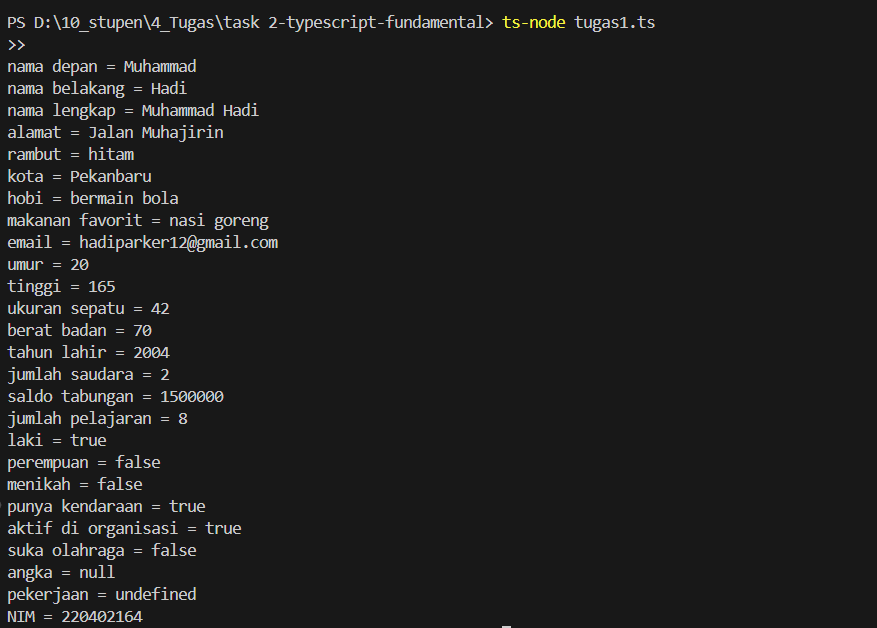 PS D:\10_stupen\4_Tugas\task 2-typescript-fundamental> ts-node tugas1.ts
>>
nama depan = Muhammad
nama belakang = Hadi
nama lengkap = Muhammad Hadi
alamat = Jalan Muhajirin
rambut = hitam
kota = Pekanbaru
hobi = bermain bola
makanan favorit = nasi goreng
email = hadiparker12@gmail.com
umur = 20
tinggi = 165
ukuran sepatu = 42
berat badan = 70
tahun lahir = 2004
jumlah saudara = 2
saldo tabungan = 1500000
jumlah pelajaran = 8
laki = true
perempuan = false
menikah = false
punya kendaraan = true
aktif di organisasi = true
suka olahraga = false
angka = null
pekerjaan = undefined
NIM = 220402164